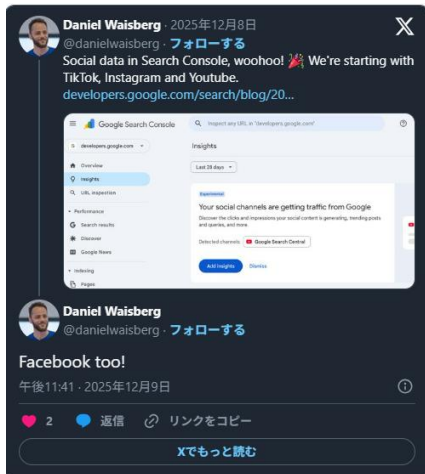 Daniel Waisberg · 2025年12月8日
@danielwaisberg · フォローする
Social data in Search Console, woohoo! 🎉 We're starting with
TikTok, Instagram and Youtube.
developers.google.com/search/blog/20...
Google Search Console
Inspect any URL in "developers.google.com"
developers.google.com
Insights
Overview
Last 28 days
Insights
URL inspection
Experimental
Your social channels are getting traffic from Google
Performance
Discover the clicks and impressions your social content is generating, trending posts
and queries, and more.
Search results
Discover
Detected channels
Google Search Central
Google News
Add insights
Dismiss
Indexing
Pages
Daniel Waisberg
@danielwaisberg · フォローする
Facebook too!
午後11:41 · 2025年12月9日
2 返信 リンクをコピー
Xでもっと読む